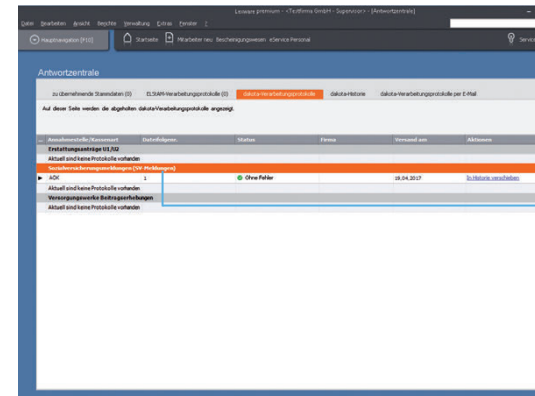 Lexware premium - <Testfirma GmbH - Supervisor> - [Antwortzentrale]
Datei Bearbeiten Ansicht Berichte Verwaltung Extras Fenster ?
Hauptnavigation [F10] Startseite Mitarbeiter neu Bescheinigungswesen eService Personal Service
Antwortzentrale
zu übernehmende Stammdaten (0) ELStAM-Verarbeitungsprotokolle (0) dakota-Verarbeitungsprotokolle dakota-Historie dakota-Verarbeitungsprotokolle per E-Mail
Auf dieser Seite werden die abgeholten dakota-Verarbeitungsprotokolle angezeigt.
... Annahmestelle/Kassenart Dateifolgenr. Status Firma Versand am Aktionen
Erstattungsanträge U1/U2
Aktuell sind keine Protokolle vorhanden
Sozialversicherungsmeldungen (SV-Meldungen)
AOK 1 Ohne Fehler 19.04.2017 In Historie verschieben
Aktuell sind keine Protokolle vorhanden
Versorgungswerke Beitragserhebungen
Aktuell sind keine Protokolle vorhanden